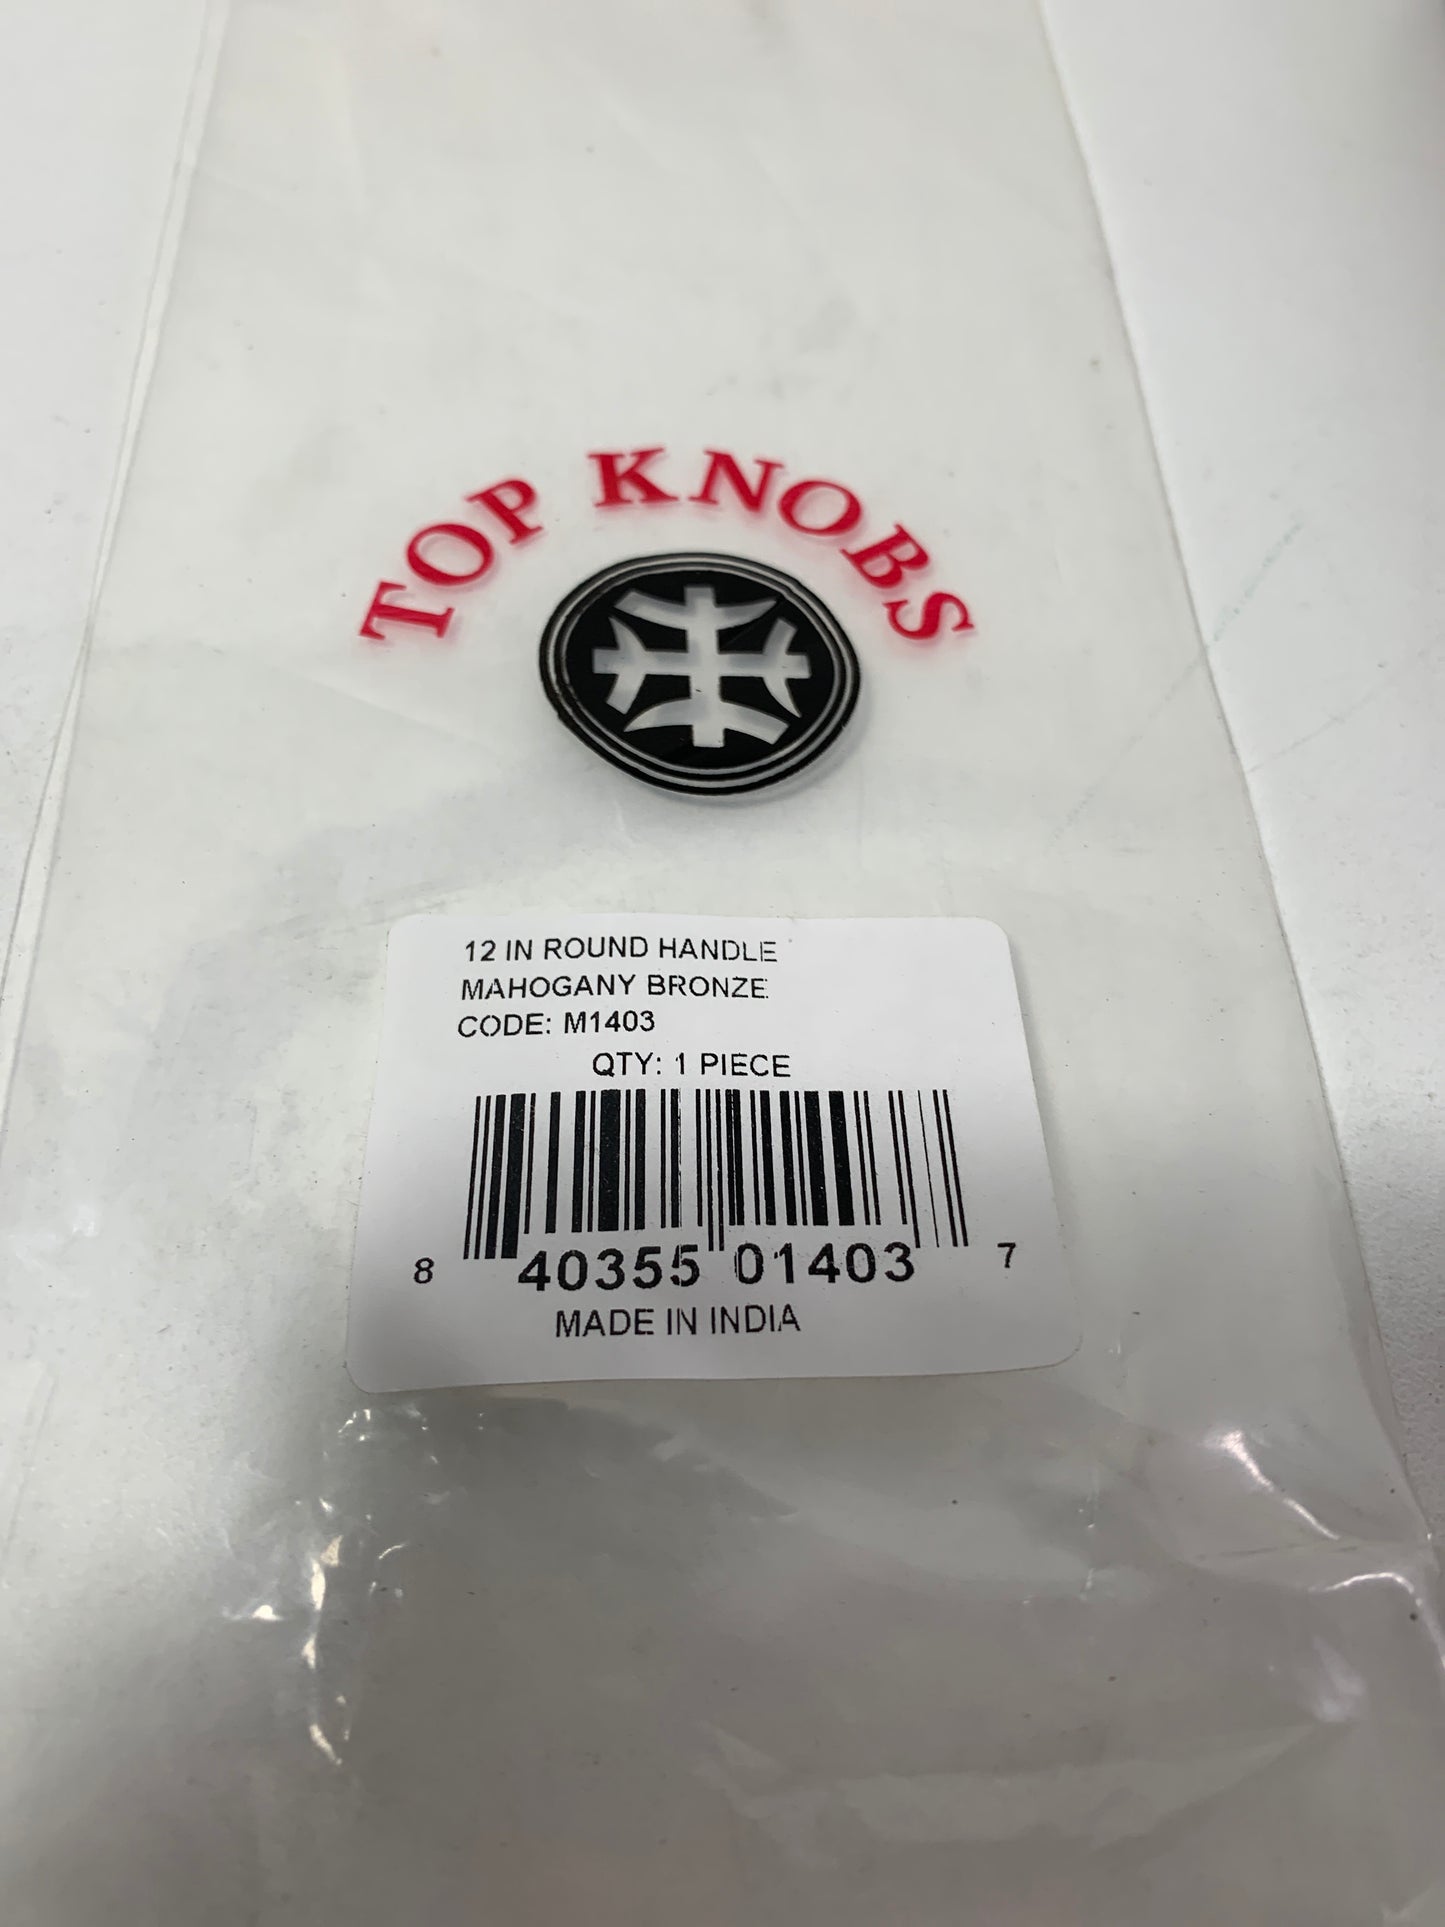 TOP KNOBS
12 IN ROUND HANDLE
MAHOGANY BRONZE
CODE: M1403
QTY: 1 PIECE
8 40355 01403 7
MADE IN INDIA